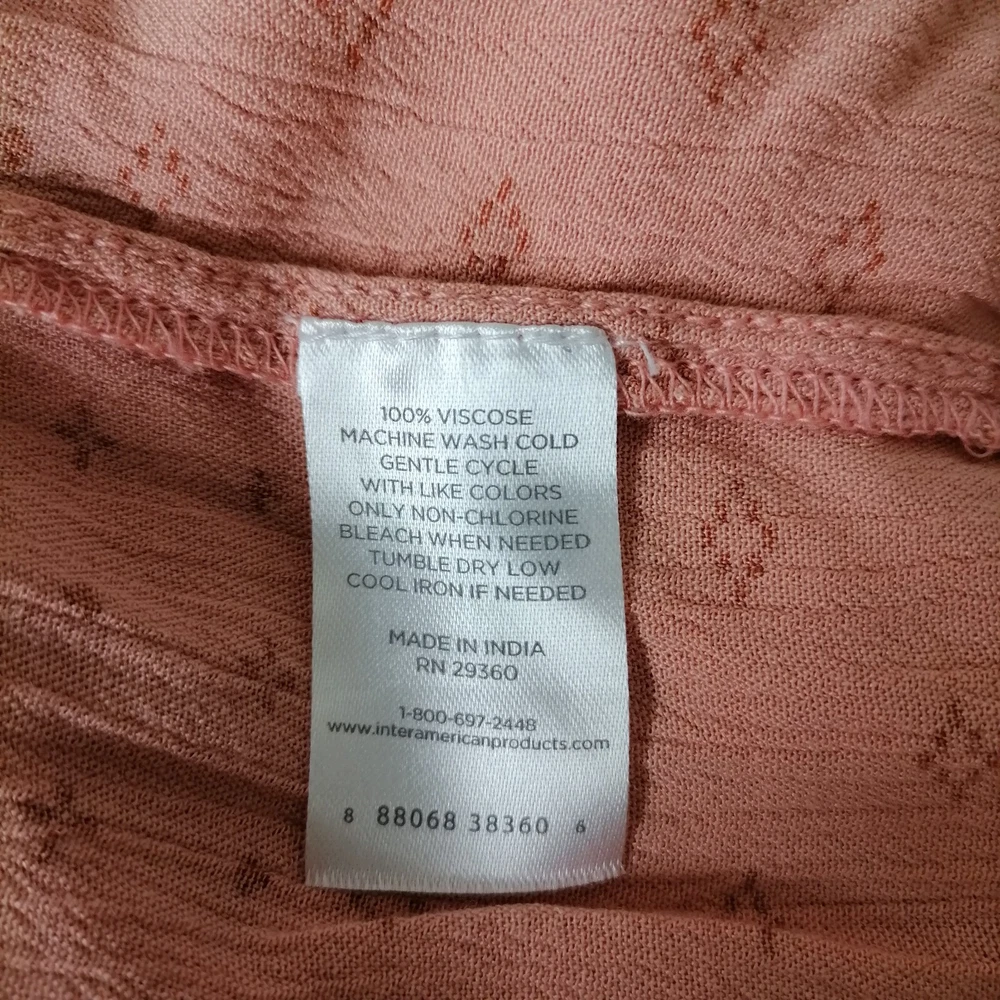 100% VISCOSE
MACHINE WASH COLD
GENTLE CYCLE
WITH LIKE COLORS
ONLY NON-CHLORINE
BLEACH WHEN NEEDED
TUMBLE DRY LOW
COOL IRON IF NEEDED
MADE IN INDIA
RN 29360
1-800-697-2448
www.interamericanproducts.com
8 88068 38360 6